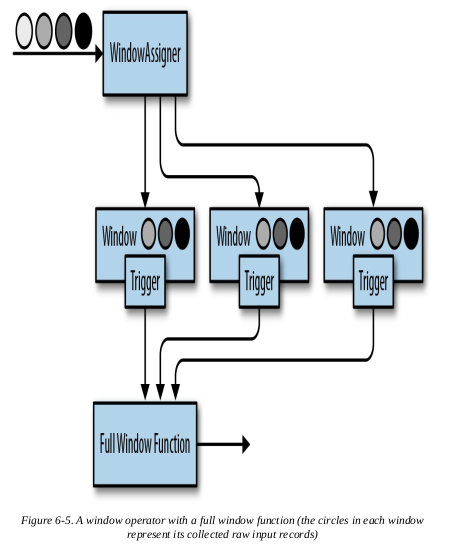 WindowAssigner
Window
Window
Window
Trigger
Trigger
Trigger
Full Window Function
Figure 6-5. A window operator with a full window function (the circles in each window
represent its collected raw input records)